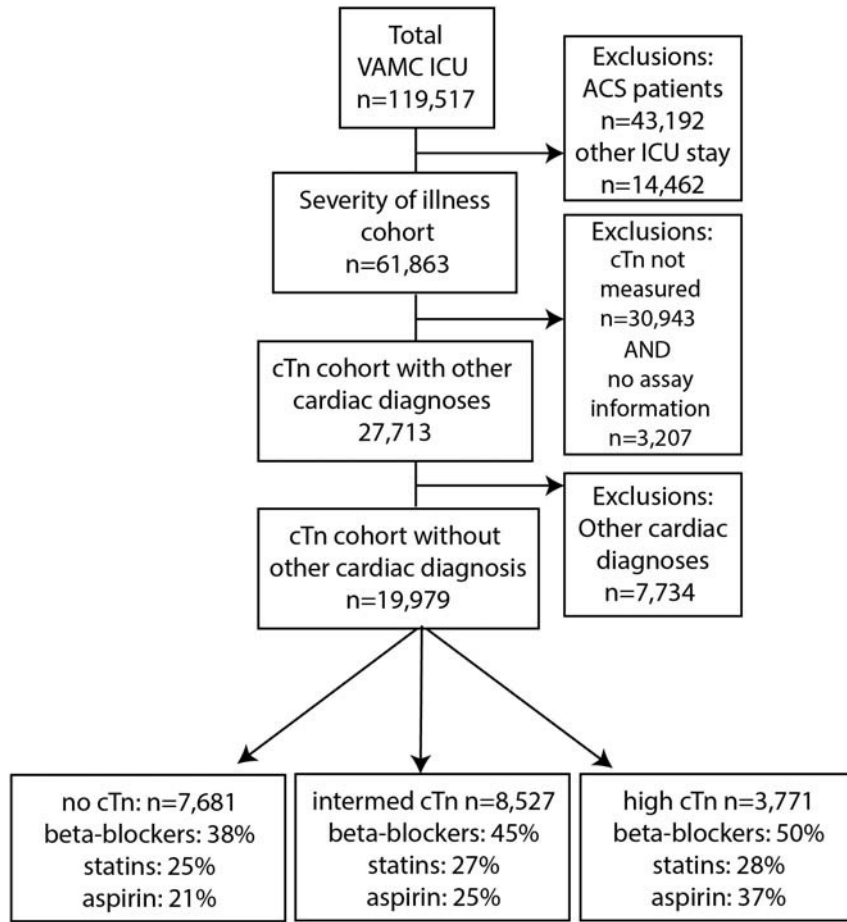 Total
VAMC ICU
n=119,517
Exclusions:
ACS patients
n=43,192
other ICU stay
n=14,462
Severity of illness
cohort
n=61,863
Exclusions:
cTn not
measured
n=30,943
AND
no assay
information
n=3,207
cTn cohort with other
cardiac diagnoses
27,713
Exclusions:
Other cardiac
diagnoses
n=7,734
cTn cohort without
other cardiac diagnosis
n=19,979
no cTn: n=7,681
beta-blockers: 38%
statins: 25%
aspirin: 21%
intermed cTn n=8,527
beta-blockers: 45%
statins: 27%
aspirin: 25%
high cTn n=3,771
beta-blockers: 50%
statins: 28%
aspirin: 37%